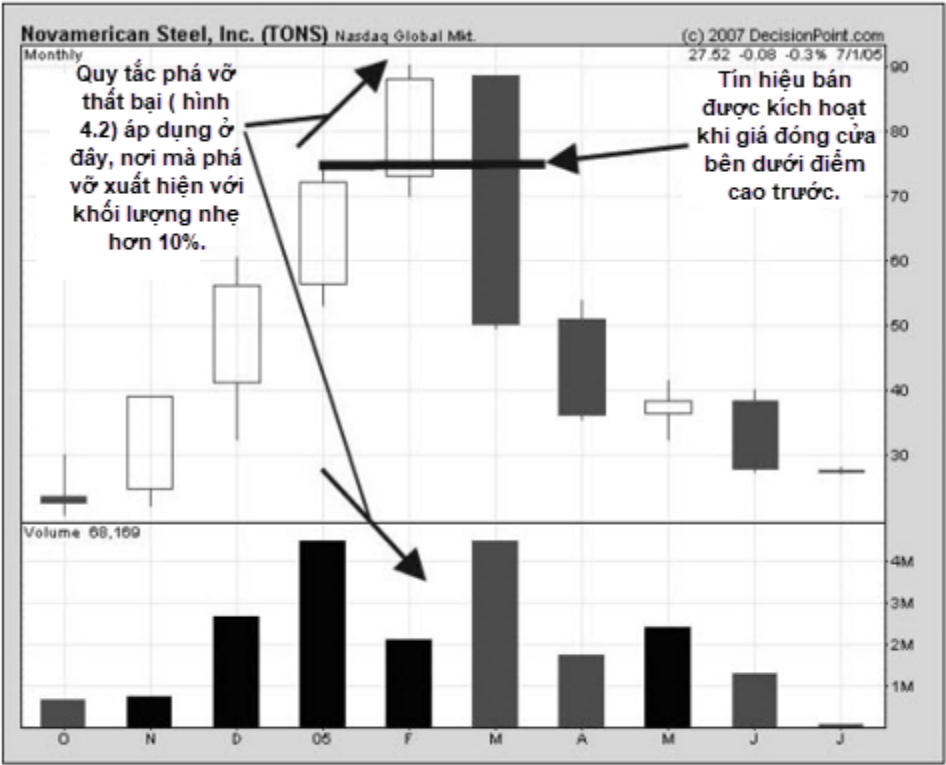 Novamerican Steel, Inc. (TONS) Nasdaq Global Mkt. (c) 2007 DecisionPoint.com
Monthly 27.52 -0.08 -0.3% 7/1/05
Quy tắc phá vỡ
thất bại ( hình
4.2) áp dụng ở
đây, nơi mà phá
vỡ xuất hiện với
khối lượng nhẹ
hơn 10%.
Tín hiệu bán
được kích hoạt
khi giá đóng cửa
bên dưới điểm
cao trước.
90
80
70
60
50
40
30
Volume 68,169
4M
3M
2M
1M
O N D 05 F M A M J J